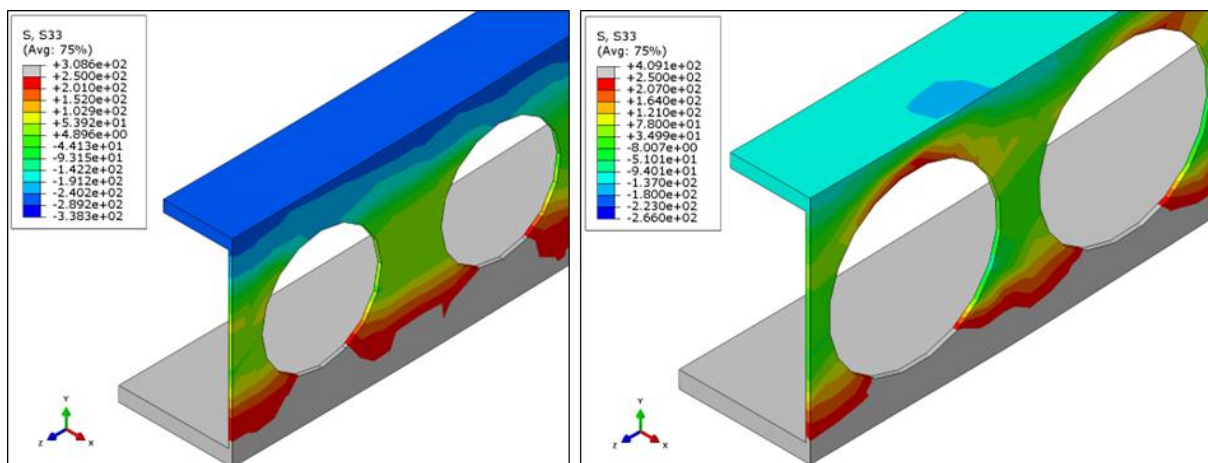 S, S33
(Avg: 75%)
+3.086e+02
+2.500e+02
+2.010e+02
+1.520e+02
+1.029e+02
+5.392e+01
+4.896e+00
-4.413e+01
-9.315e+01
-1.422e+02
-1.912e+02
-2.402e+02
-2.892e+02
-3.383e+02
Y
Z
X
S, S33
(Avg: 75%)
+4.091e+02
+2.500e+02
+2.070e+02
+1.640e+02
+1.210e+02
+7.800e+01
+3.499e+01
-8.007e+00
-5.101e+01
-9.401e+01
-1.370e+02
-1.800e+02
-2.230e+02
-2.660e+02
Y
Z
X